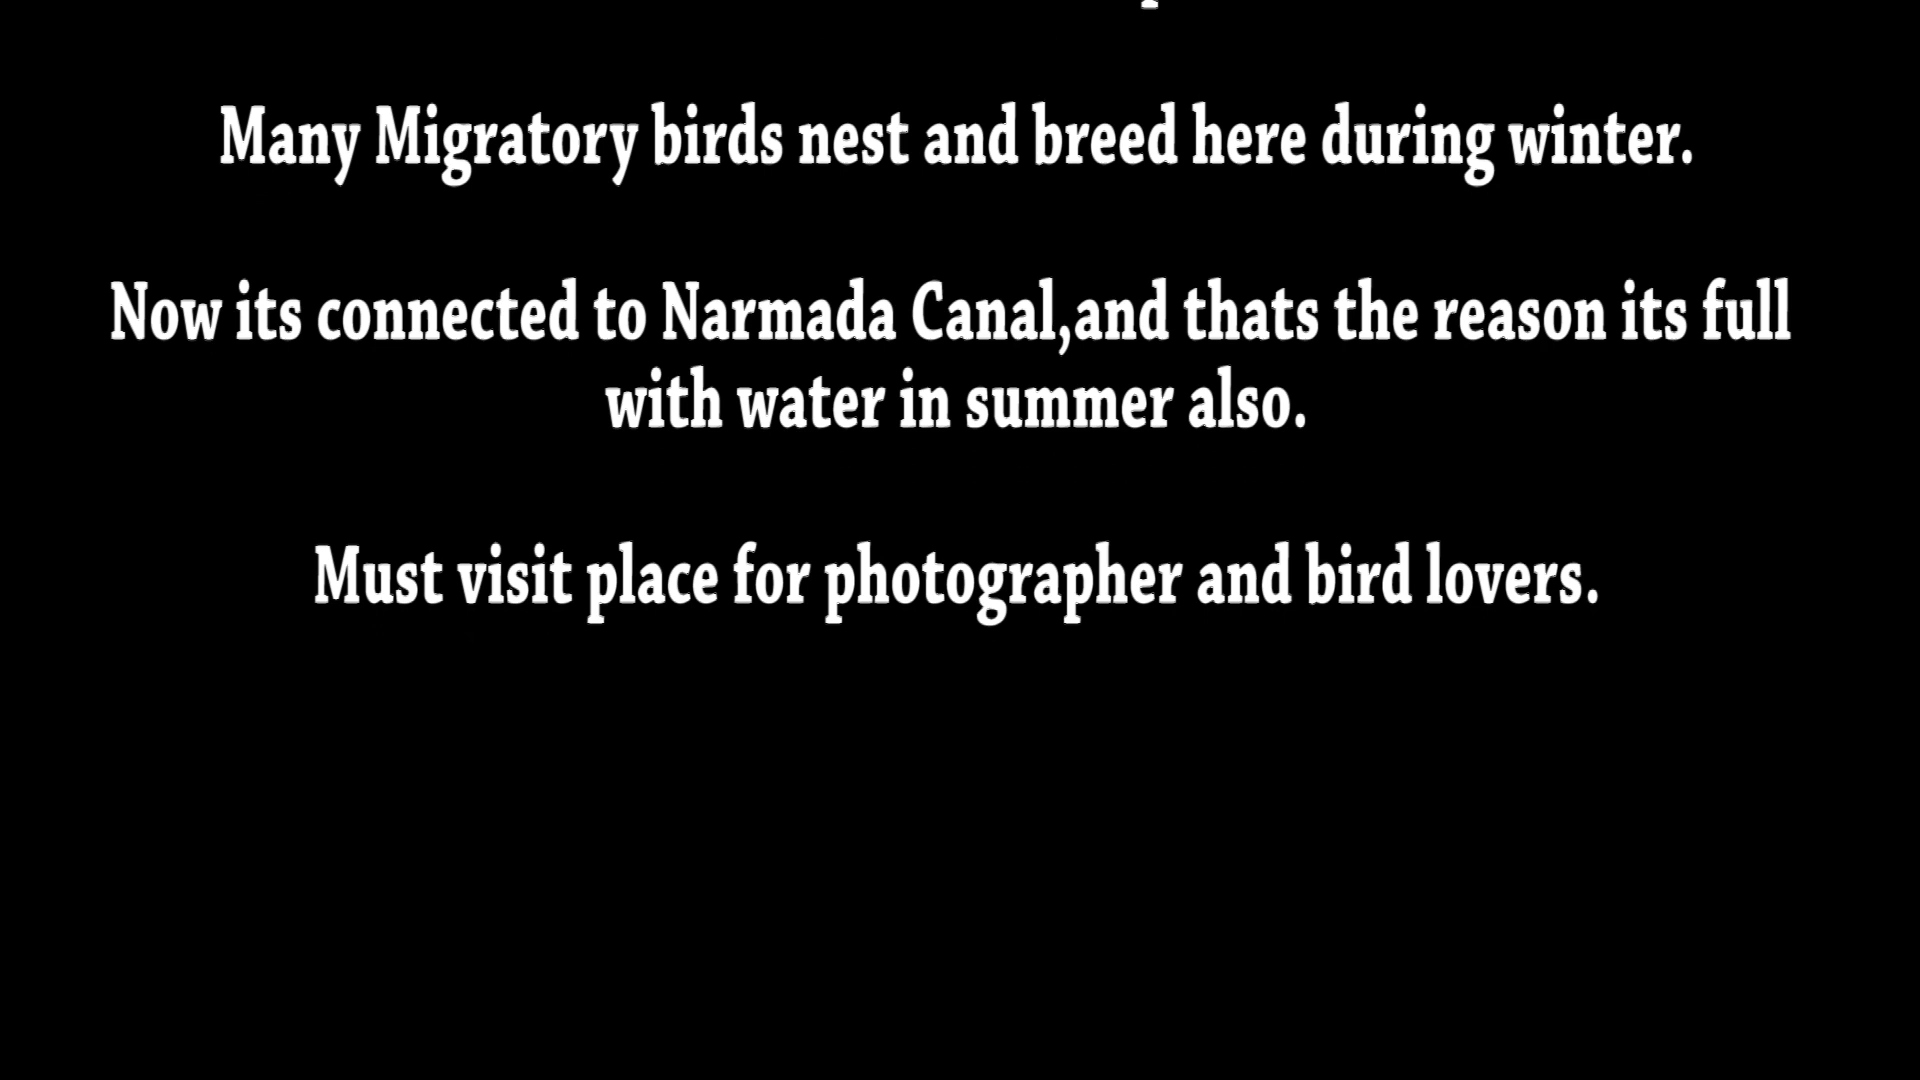 Many Migratory birds nest and breed here during winter.
Now its connected to Narmada Canal,and thats the reason its full
with water in summer also.
Must visit place for photographer and bird lovers.